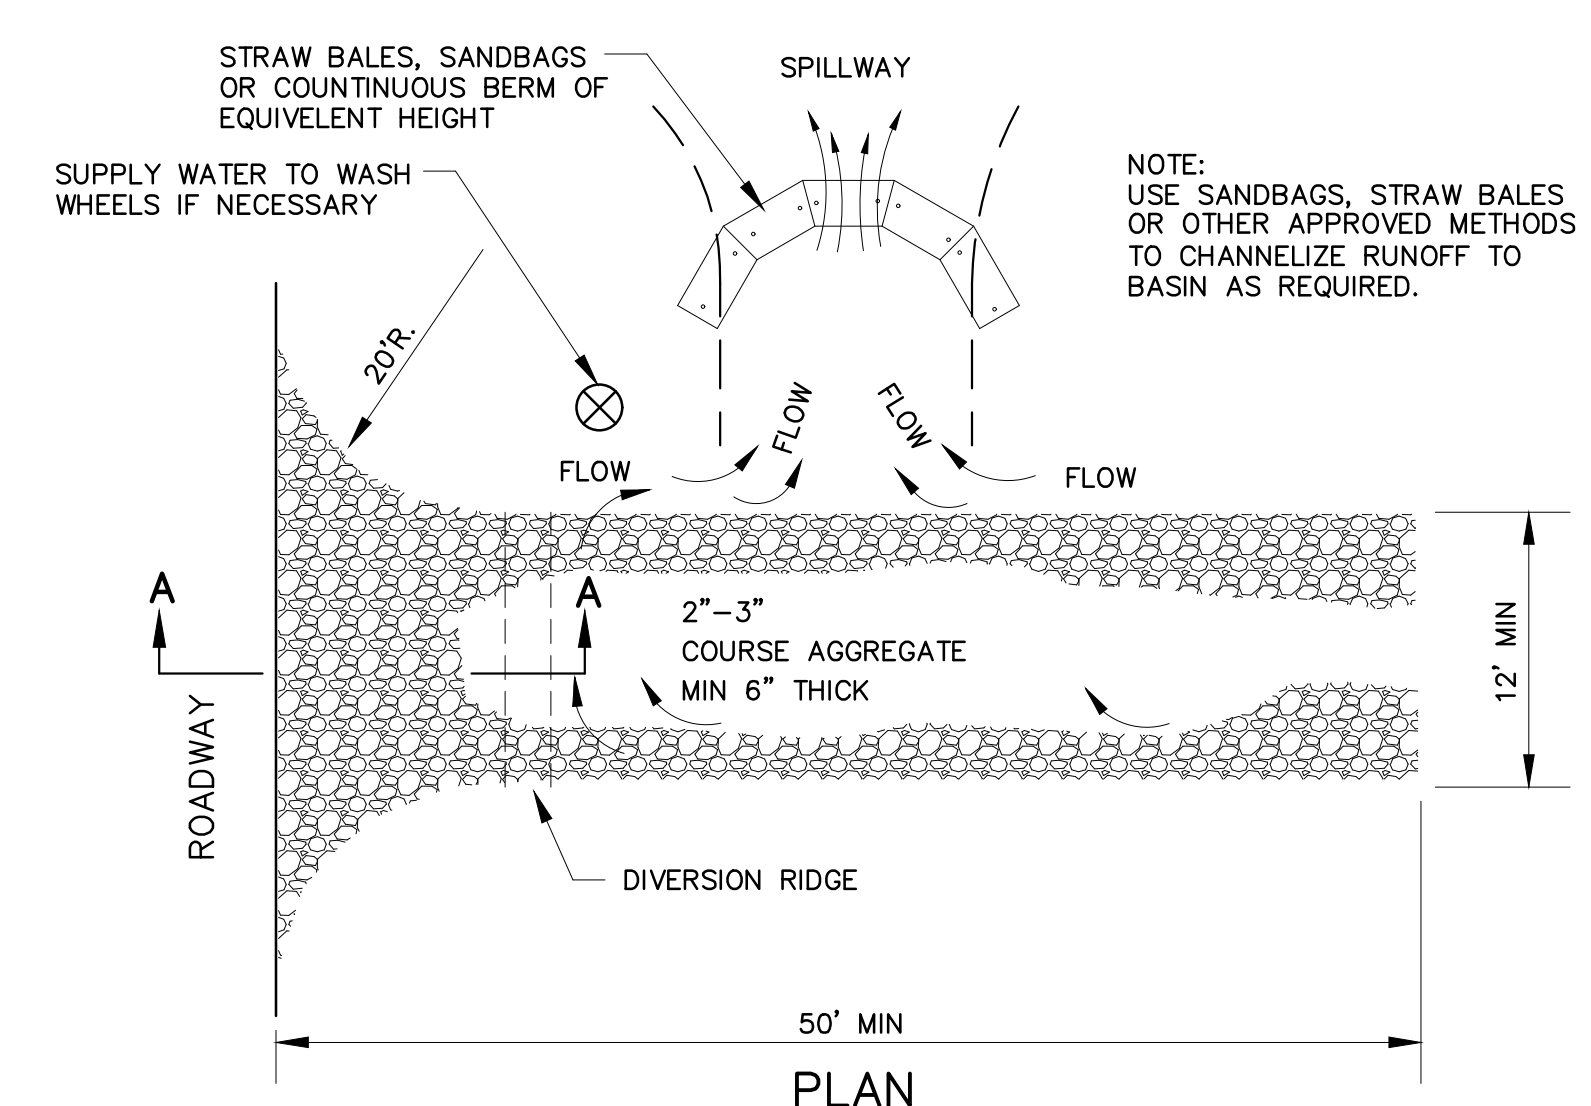 STRAW BALES, SANDBAGS
OR COUNTINUOUS BERM OF
EQUIVELENT HEIGHT
SPILLWAY
SUPPLY WATER TO WASH
WHEELS IF NECESSARY
NOTE:
USE SANDBAGS, STRAW BALES
OR OTHER APPROVED METHODS
TO CHANNELIZE RUNOFF TO
BASIN AS REQUIRED.
20'R.
FLOW
FLOW
FLOW
FLOW
A
A
2"-3"
COURSE AGGREGATE
MIN 6" THICK
12' MIN
ROADWAY
DIVERSION RIDGE
50' MIN
PLAN